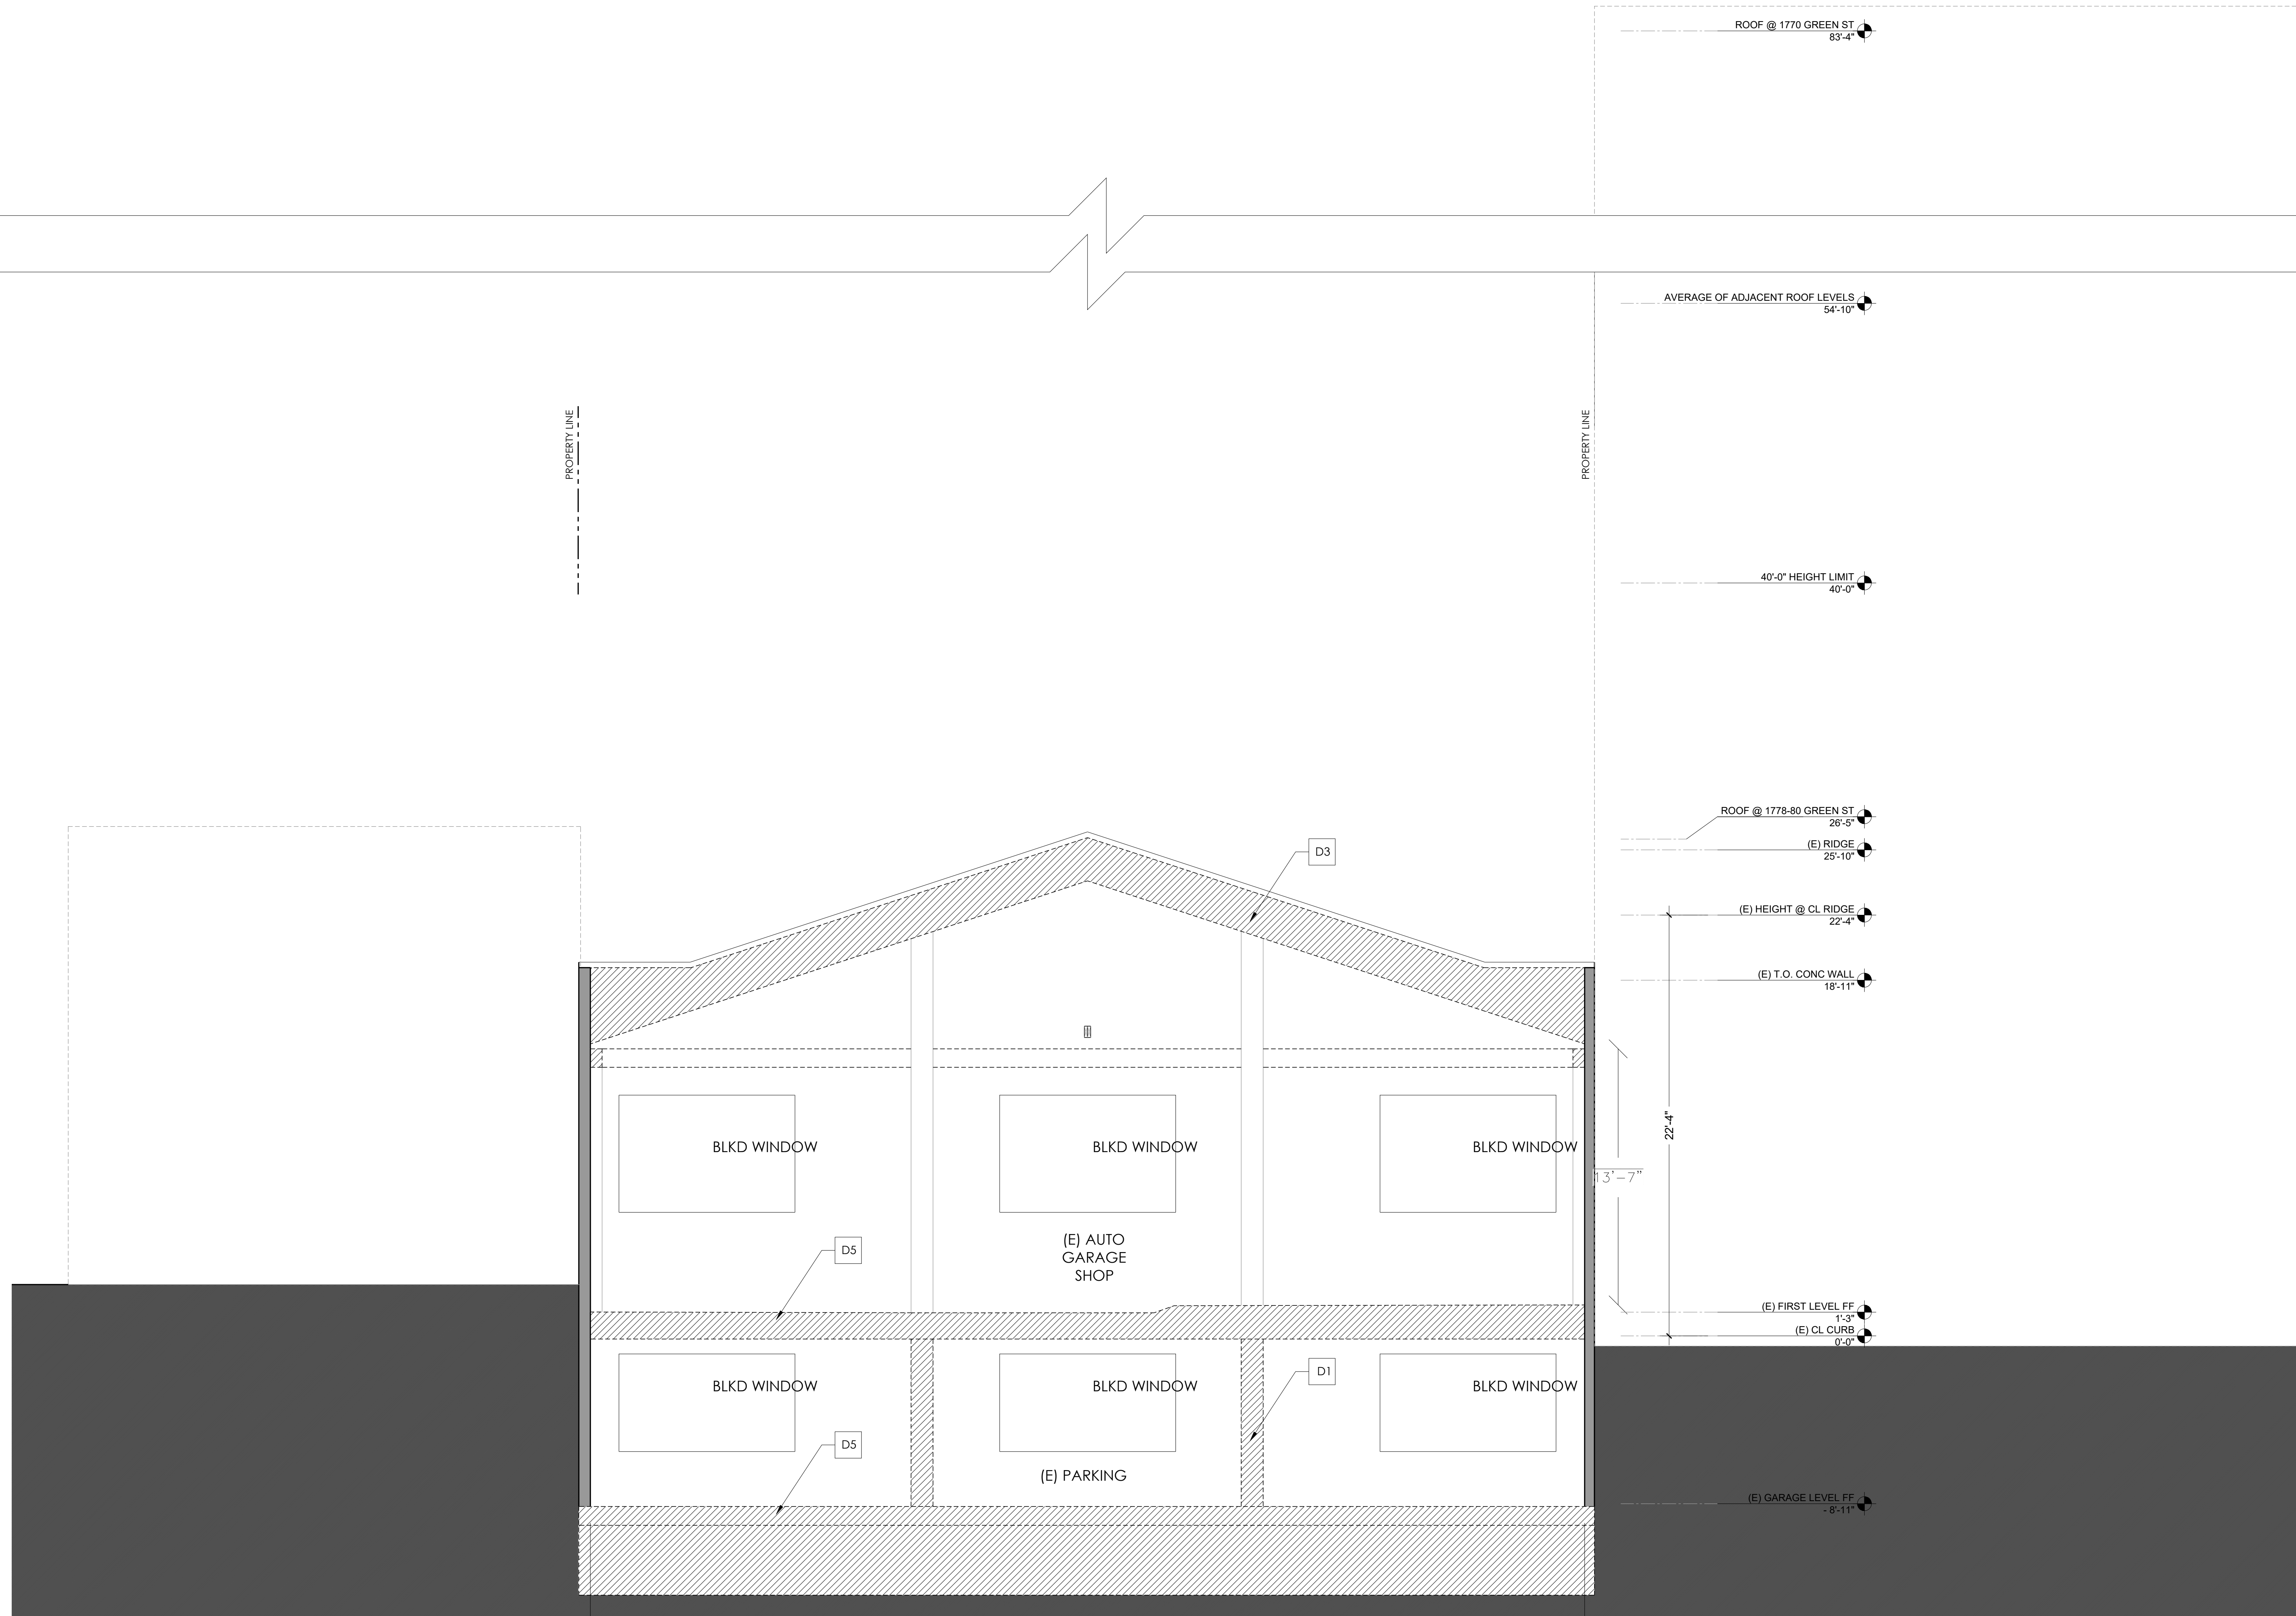 ROOF @ 1770 GREEN ST
83'-4"
AVERAGE OF ADJACENT ROOF LEVELS
54'-10"
PROPERTY LINE
PROPERTY LINE
40'-0" HEIGHT LIMIT
40'-0"
ROOF @ 1778-80 GREEN ST
26'-5"
D3
(E) RIDGE
25'-10"
(E) HEIGHT @ CL RIDGE
22'-4"
(E) T.O. CONC WALL
18'-11"
22'-4"
BLKD WINDOW
BLKD WINDOW
BLKD WINDOW
13'-7"
(E) AUTO
GARAGE
SHOP
D5
(E) FIRST LEVEL FF
1'-3"
(E) CL CURB
0'-0"
D1
BLKD WINDOW
BLKD WINDOW
BLKD WINDOW
D5
(E) PARKING
(E) GARAGE LEVEL FF
- 8'-11"